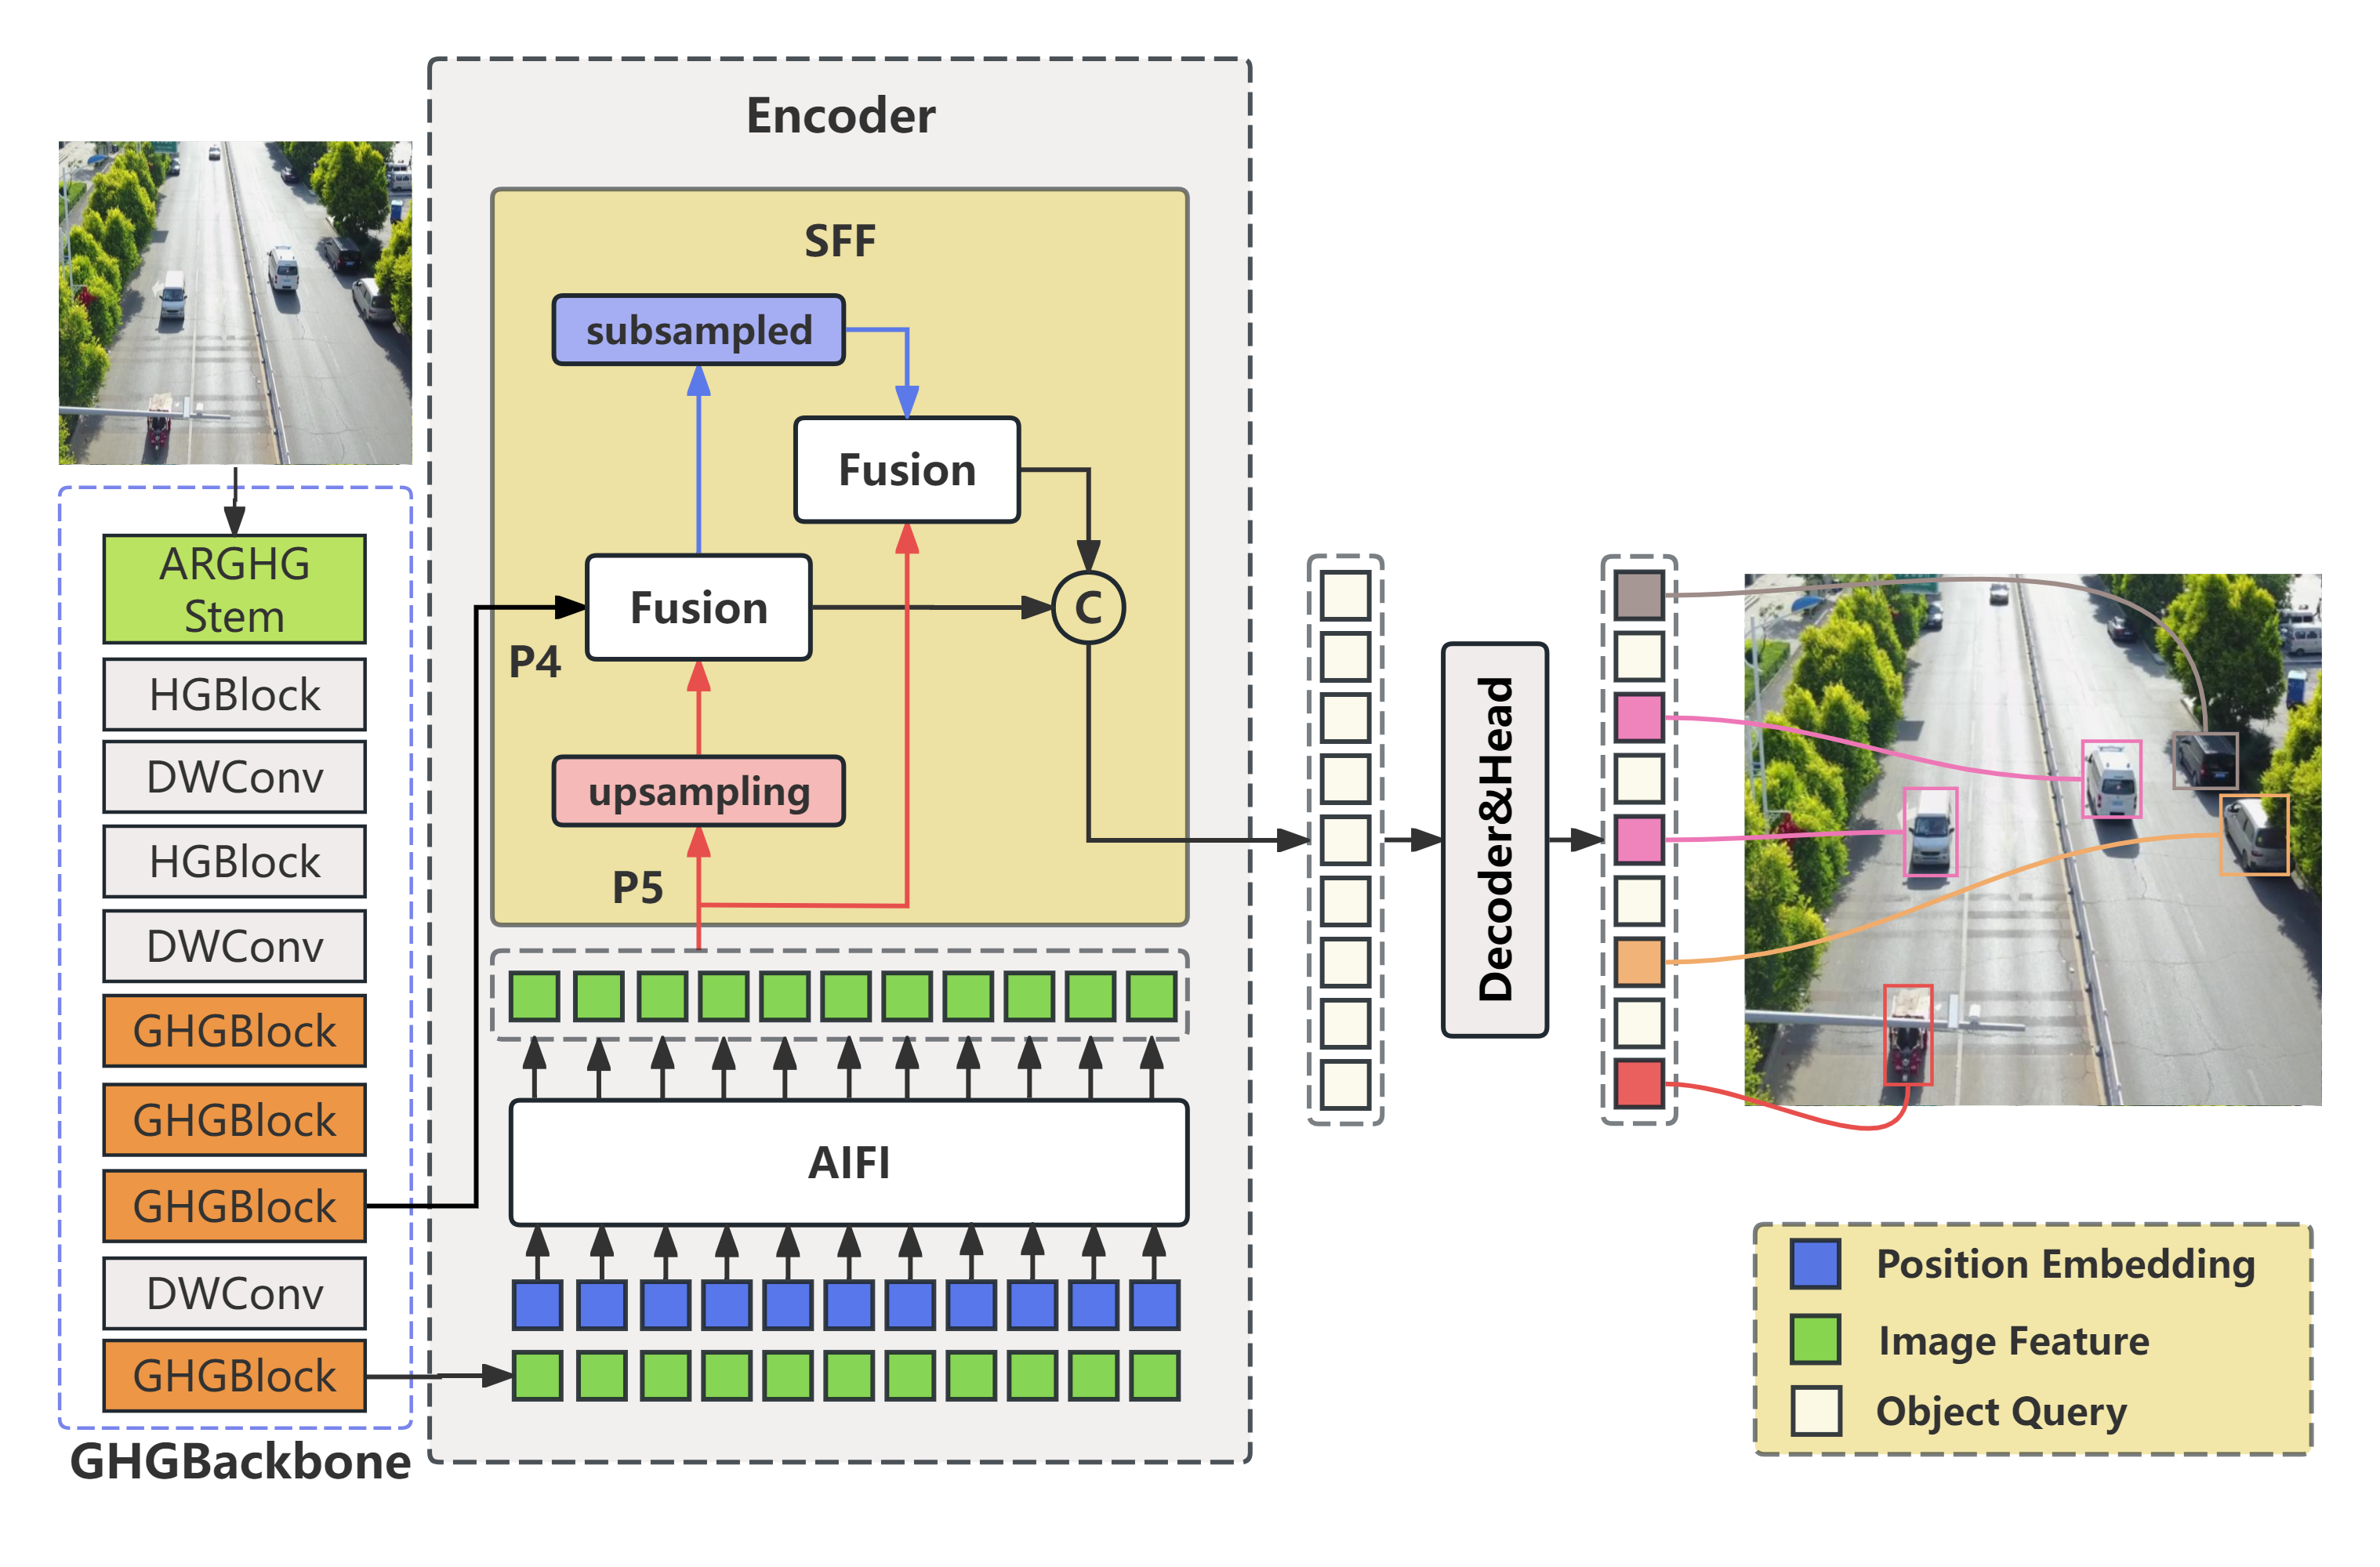 Encoder
SFF
subsampled
Fusion
Fusion
C
P4
upsampling
P5
AIFI
ARGHG
Stem
HGBlock
DWConv
HGBlock
DWConv
GHGBlock
GHGBlock
GHGBlock
DWConv
GHGBlock
GHGBackbone
Decoder&Head
Position Embedding
Image Feature
Object Query